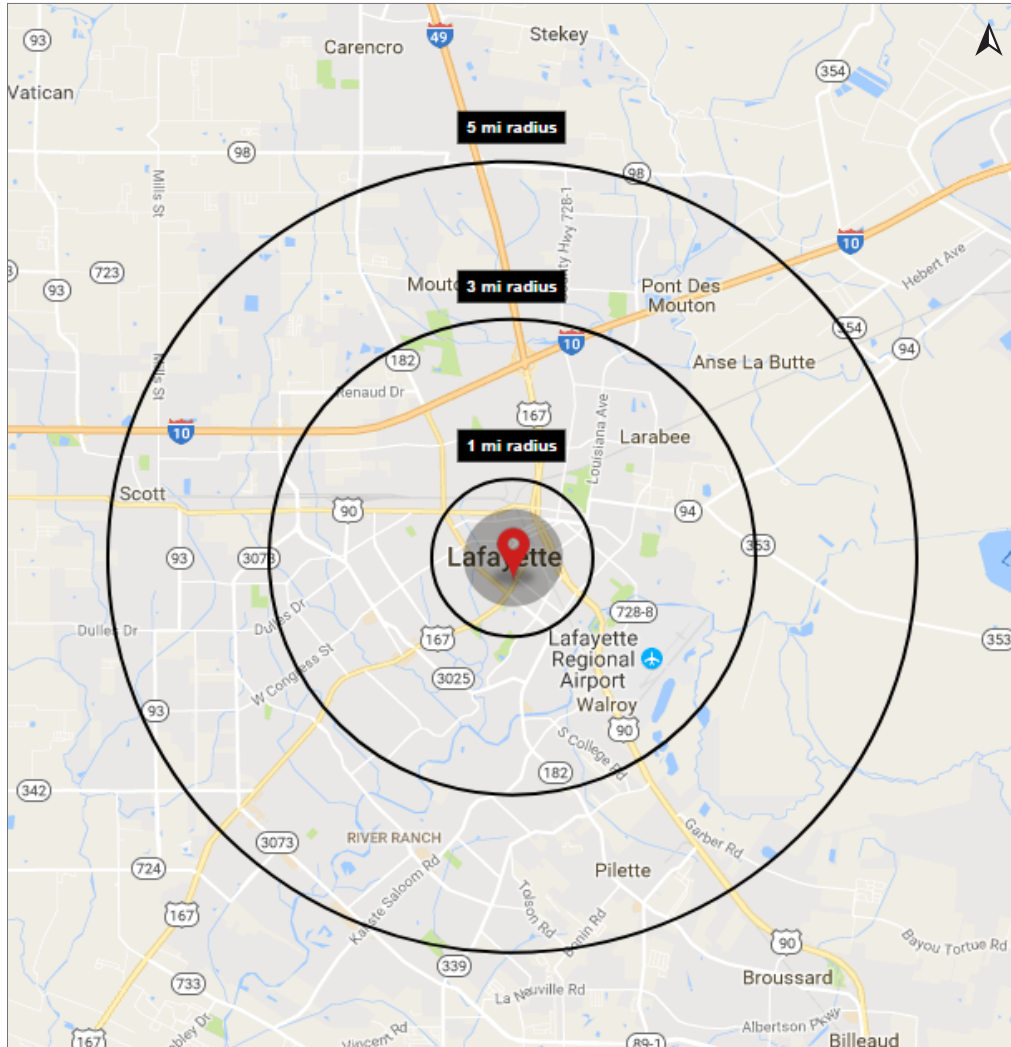 49
Stekey
93
Carencro
354
Vatican
5 mi radius
98
98
Mills St
County Hwy 728-1
10
Hebert Ave
723
93
3 mi radius
Pont Des
Mouton
354
10
94
182
Mills St
Anse La Butte
Renaud Dr
167
Louisiana Ave
10
1 mi radius
Larabee
Scott
90
94
93
3073
Lafayette
353
728-8
Dulles Dr
Dulles Dr
167
353
Lafayette
Regional
Airport
W Congress St
3025
Walroy
93
90
S College Rd
182
342
3073
RIVER RANCH
Garber Rd
724
Pilette
Kaliste Saloom Rd
Tolson Rd
Bonin Rd
167
90
Bayou Tortue Rd
339
Broussard
733
La Neuville Rd
Albertson Pkwy
Vincent Rd
167
89-1
Billeaud